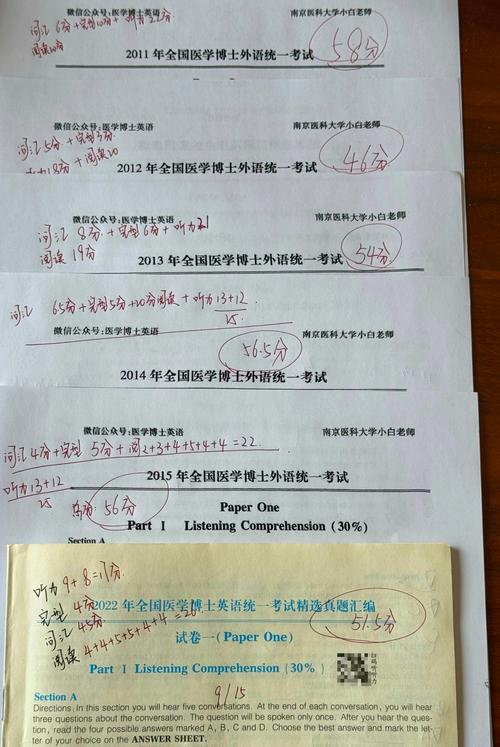 微信公众号:医学博士英语 南京医科大学小白老师
词汇 6分+完型10分+听力22分
阅读20分
58分
2011年全国医学博士外语统一考试
微信公众号:医学博士英语 南京医科大学小白老师
词汇5分+完型3分
听力18分+阅读20
46分
2012年全国医学博士外语统一考试
微信公众号:医学博士英语 南京医科大学小白老师
词汇 8分+完型6分+听力21
阅读 19分
54分
2013年全国医学博士外语统一考试
词汇 6.5分+完型5分+20分阅读+听力13+12
25
微信公众号:医学博士英语 南京医科大学小白老师
56.5分
2014年全国医学博士外语统一考试
微信公众号:医学博士英语 南京医科大学小白老师
词汇4分+完型 5分+阅2+3+4+5+4+4=22
2015年全国医学博士外语统一考试
听力13+12
25
总分:56分
Paper One
Part I Listening Comprehension (30%)
Section A
听力 9+8=17分
完型 4分
2022年全国医学博士英语统一考试精选真题汇编
词汇 4.5分
51.5分
阅读 4+4+5+5+4+4=26
试卷一(Paper One)
Part I Listening Comprehension (30%)
扫码听听力
9/15
Section A
Directions: In this section you will hear five conversations. At the end of each conversation, you will hear
three questions about the conversation. The question will be spoken only once. After you hear the ques-
tion, read the four possible answers marked A, B, C and D. Choose the best answer and mark the let-
ter of your choice on the ANSWER SHEET.